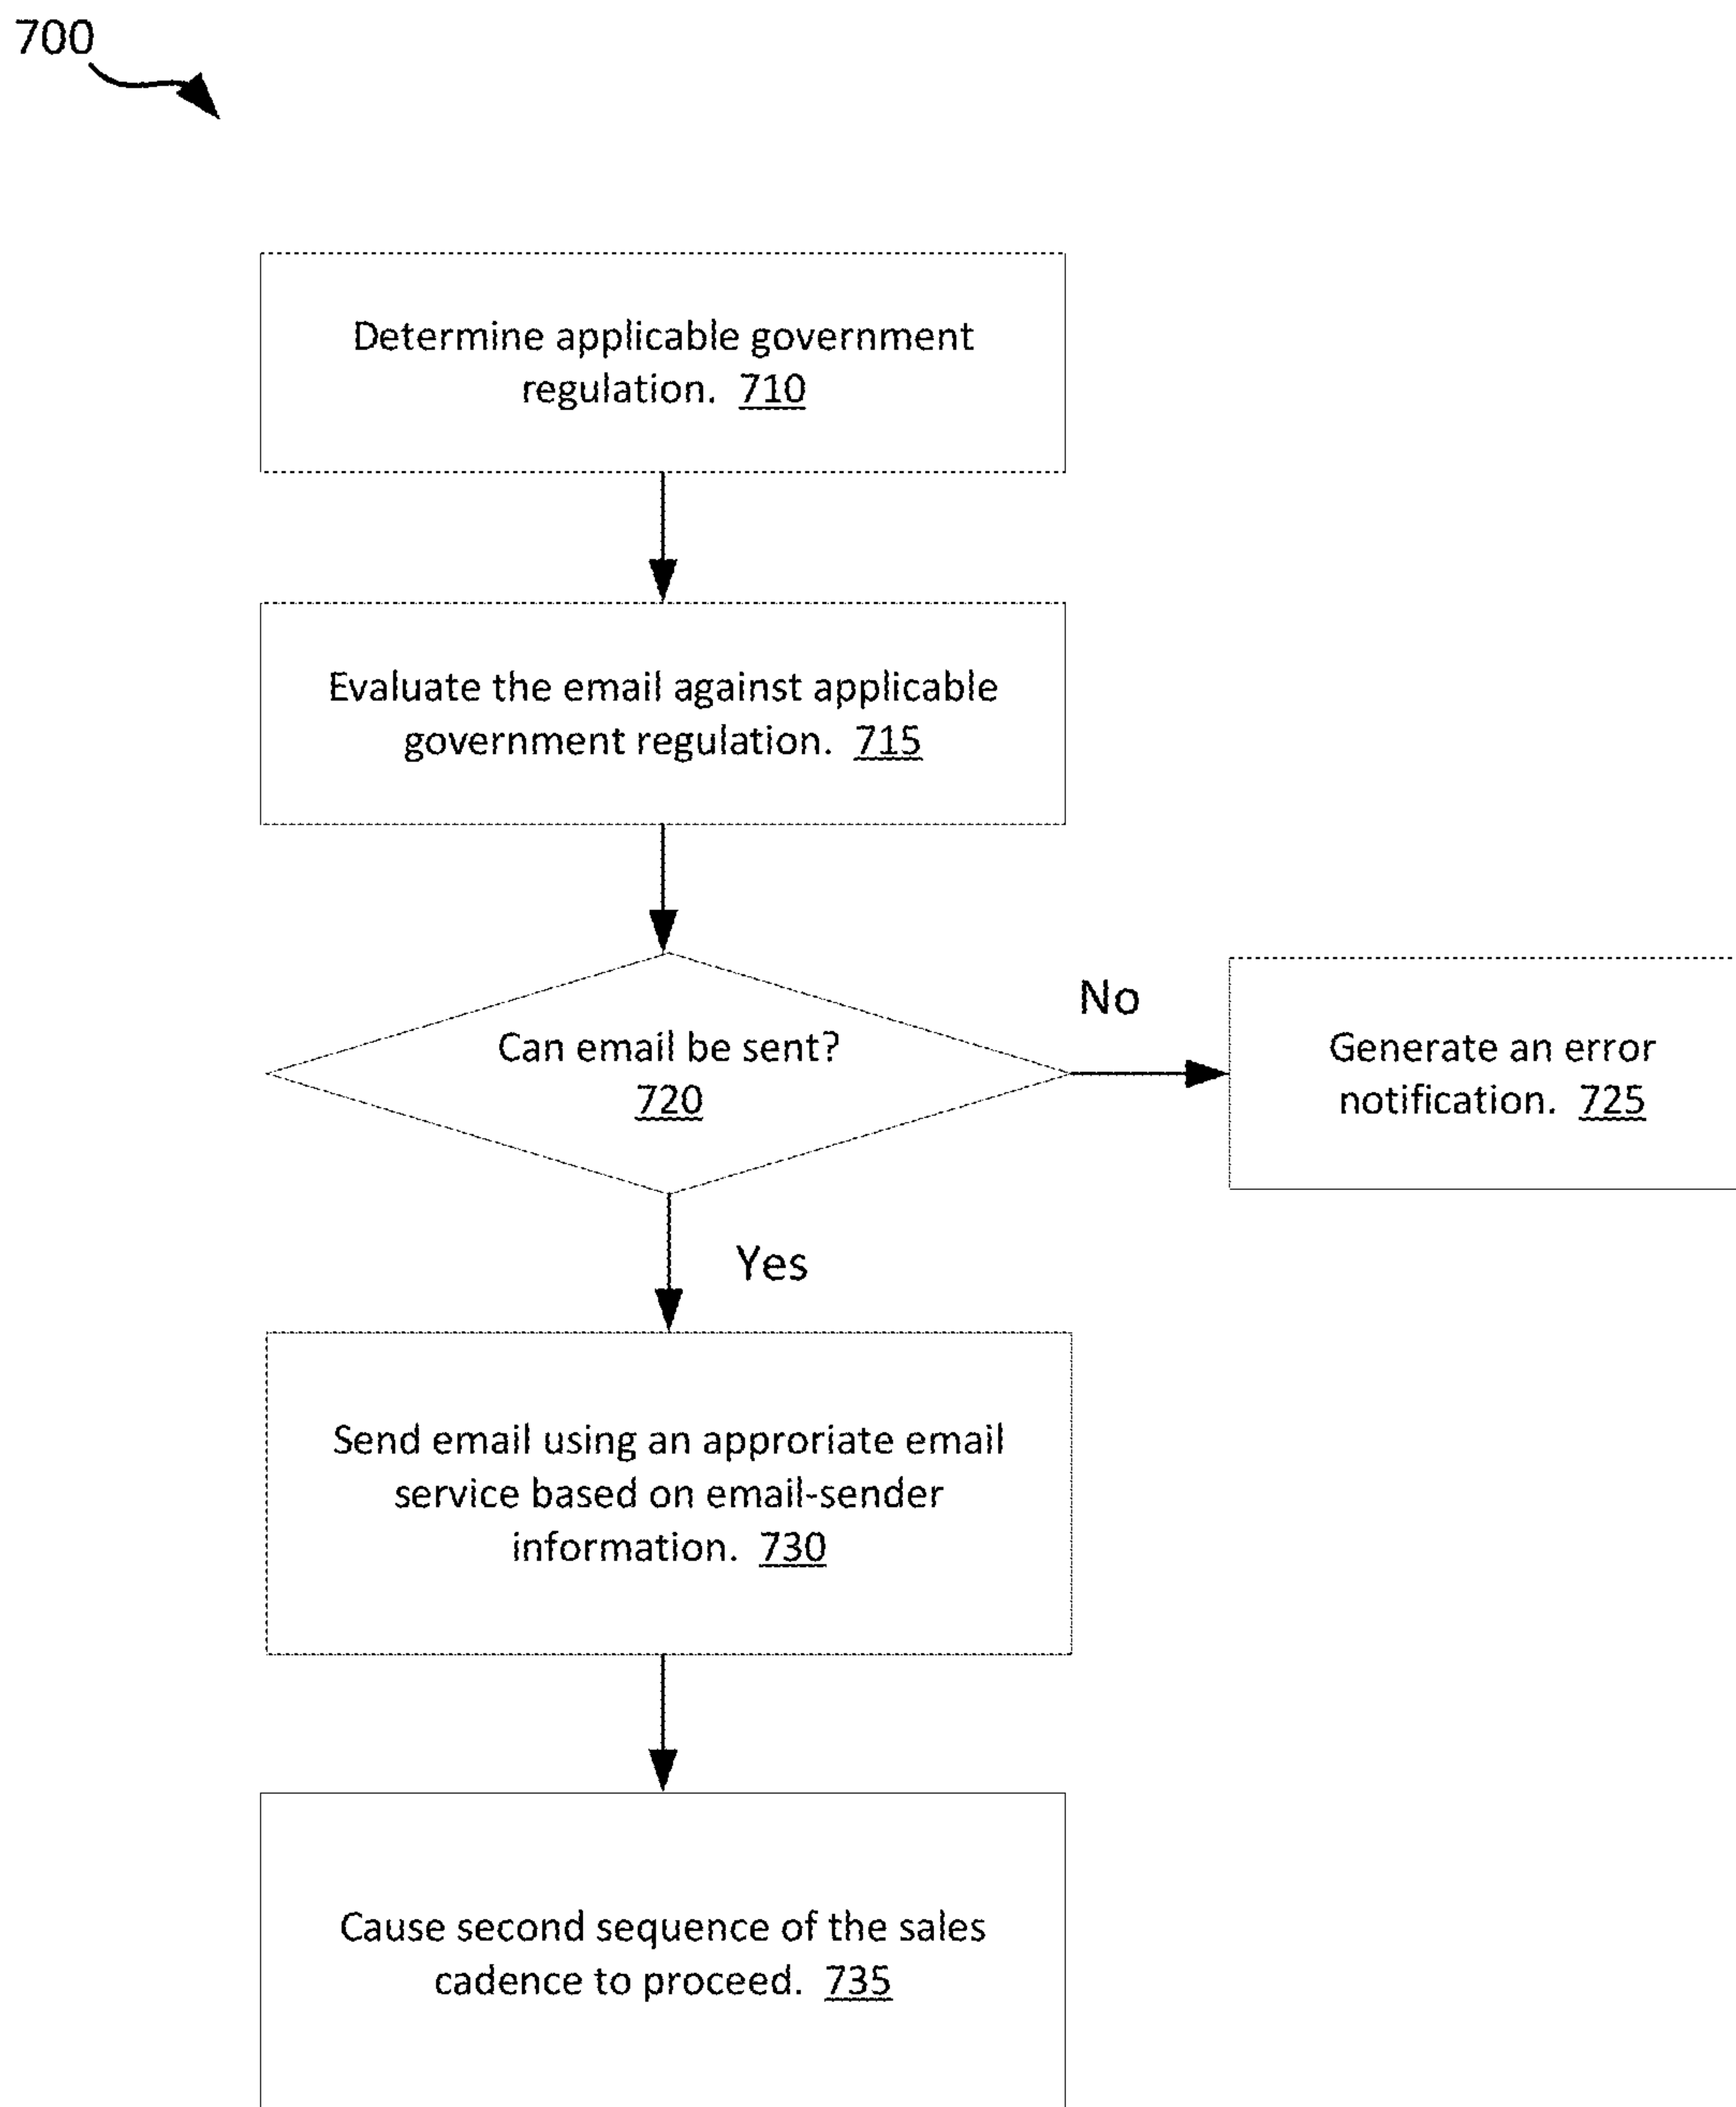 700
Determine applicable government
regulation. 710
Evaluate the email against applicable
government regulation. 715
Can email be sent?
720
No
Generate an error
notification. 725
Yes
Send email using an approriate email
service based on email-sender
information. 730
Cause second sequence of the sales
cadence to proceed. 735